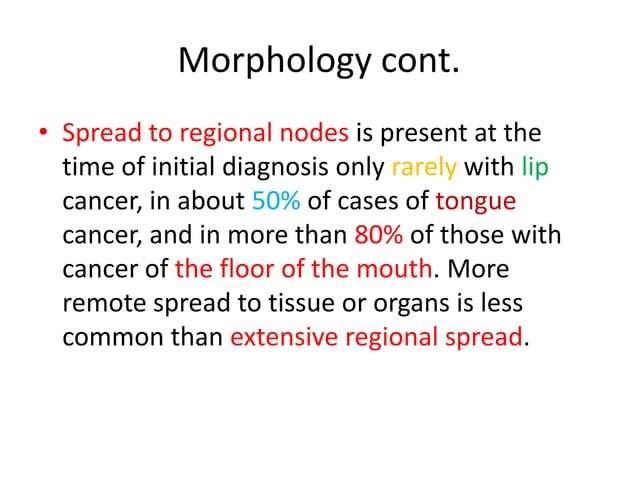 Morphology cont.
• Spread to regional nodes is present at the
time of initial diagnosis only rarely with lip
cancer, in about 50% of cases of tongue
cancer, and in more than 80% of those with
cancer of the floor of the mouth. More
remote spread to tissue or organs is less
common than extensive regional spread.